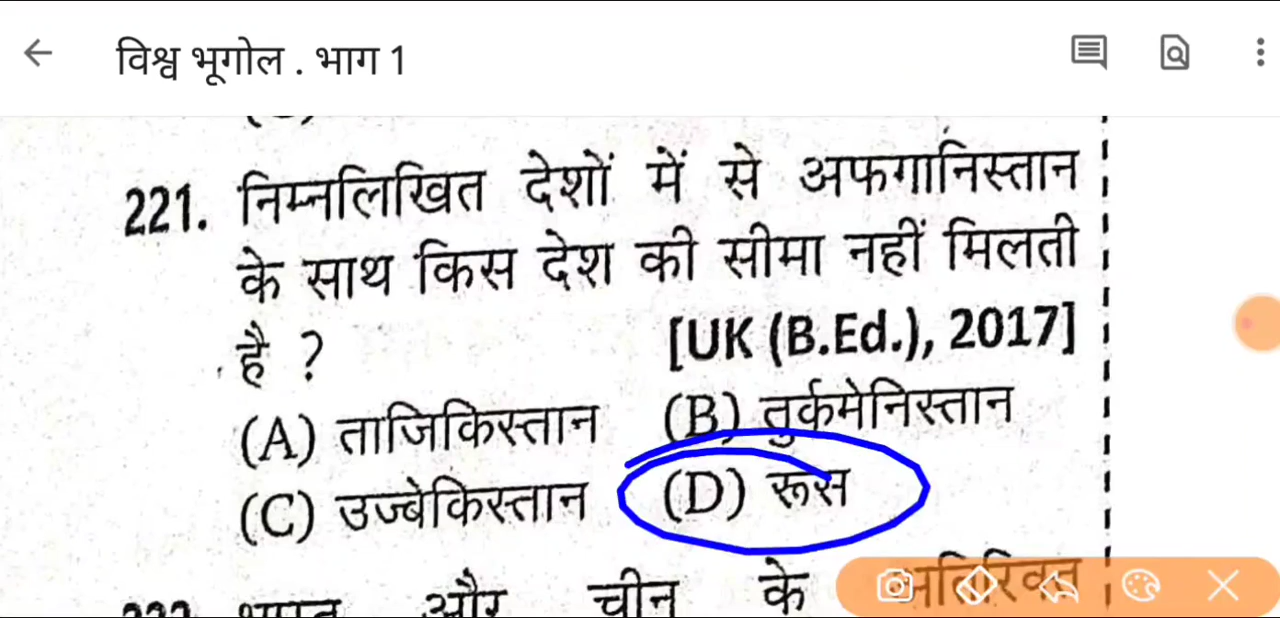 विश्व भूगोल . भाग 1
221. निम्नलिखित देशों में से अफगानिस्तान
के साथ किस देश की सीमा नहीं मिलती
है ? [UK (B.Ed.), 2017]
(A) ताजिकिस्तान (B) तुर्कमेनिस्तान
(C) उज्बेकिस्तान (D) रूस
और चीन के